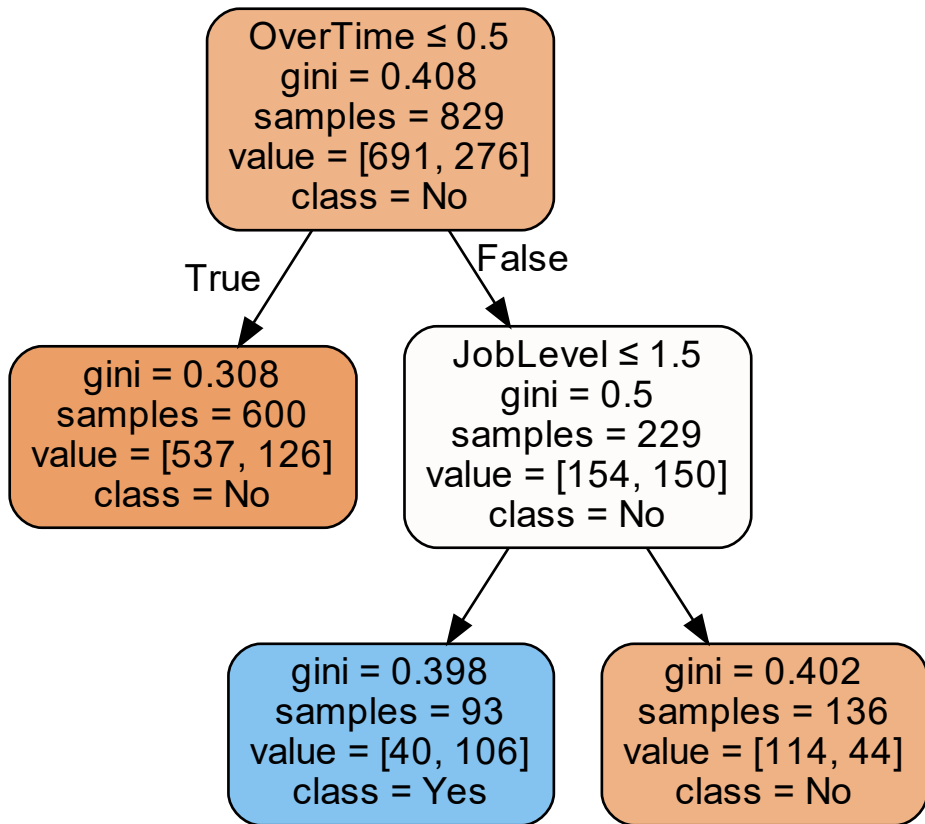 OverTime ≤ 0.5
gini = 0.408
samples = 829
value = [691, 276]
class = No
True
False
gini = 0.308
samples = 600
value = [537, 126]
class = No
JobLevel ≤ 1.5
gini = 0.5
samples = 229
value = [154, 150]
class = No
gini = 0.398
samples = 93
value = [40, 106]
class = Yes
gini = 0.402
samples = 136
value = [114, 44]
class = No